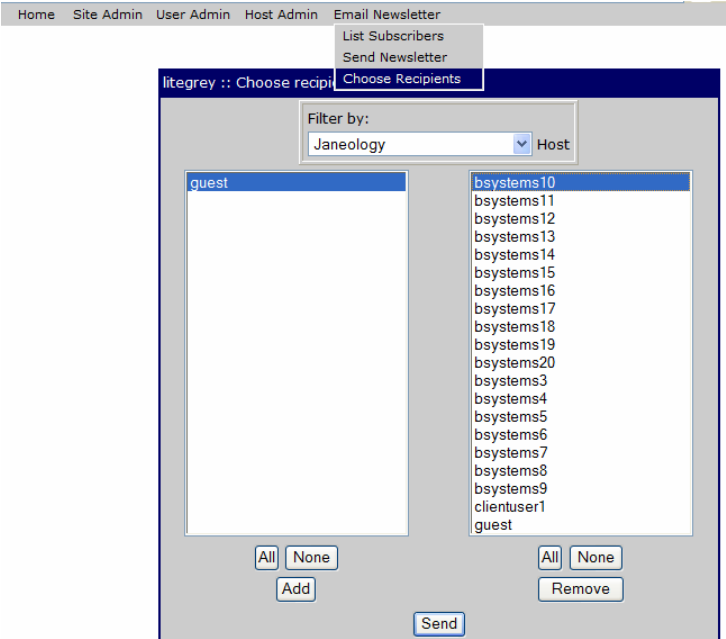 Home Site Admin User Admin Host Admin Email Newsletter
List Subscribers
Send Newsletter
Choose Recipients
litegrey :: Choose recipi
Filter by:
Janeology Host
guest
bsystems10
bsystems11
bsystems12
bsystems13
bsystems14
bsystems15
bsystems16
bsystems17
bsystems18
bsystems19
bsystems20
bsystems3
bsystems4
bsystems5
bsystems6
bsystems7
bsystems8
bsystems9
clientuser1
guest
All None All None
Add Remove
Send